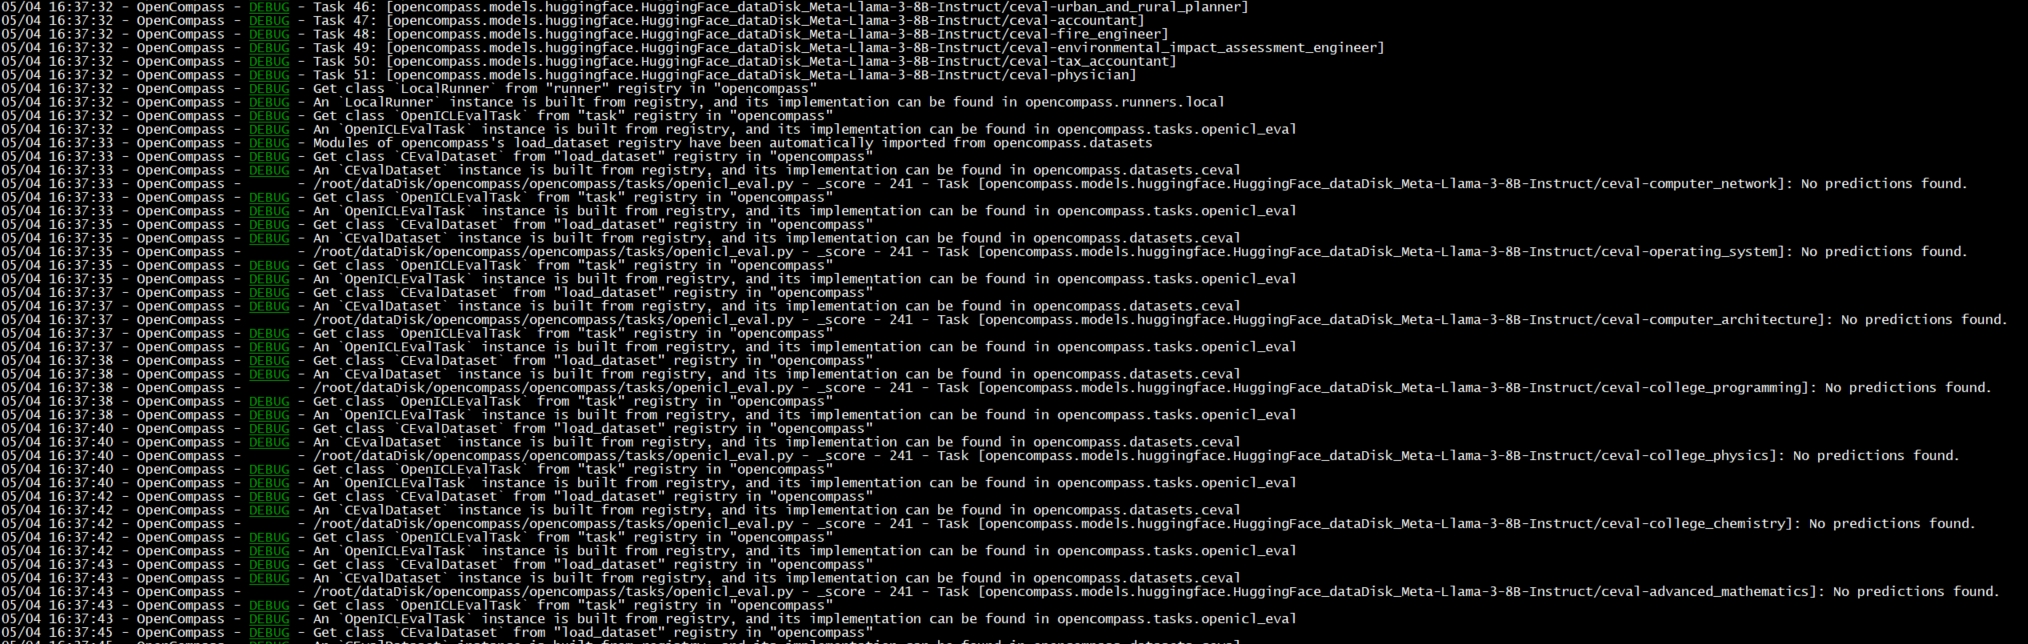 05/04 16:37:32 - OpenCompass - DEBUG - Task 46: [opencompass.models.huggingface.HuggingFace_dataDisk_Meta-Llama-3-8B-Instruct/ceval-urban_and_rural_planner]
05/04 16:37:32 - OpenCompass - DEBUG - Task 47: [opencompass.models.huggingface.HuggingFace_dataDisk_Meta-Llama-3-8B-Instruct/ceval-accountant]
05/04 16:37:32 - OpenCompass - DEBUG - Task 48: [opencompass.models.huggingface.HuggingFace_dataDisk_Meta-Llama-3-8B-Instruct/ceval-fire_engineer]
05/04 16:37:32 - OpenCompass - DEBUG - Task 49: [opencompass.models.huggingface.HuggingFace_dataDisk_Meta-Llama-3-8B-Instruct/ceval-environmental_impact_assessment_engineer]
05/04 16:37:32 - OpenCompass - DEBUG - Task 50: [opencompass.models.huggingface.HuggingFace_dataDisk_Meta-Llama-3-8B-Instruct/ceval-tax_accountant]
05/04 16:37:32 - OpenCompass - DEBUG - Task 51: [opencompass.models.huggingface.HuggingFace_dataDisk_Meta-Llama-3-8B-Instruct/ceval-physician]
05/04 16:37:32 - OpenCompass - DEBUG - Get class `LocalRunner` from "runner" registry in "opencompass"
05/04 16:37:32 - OpenCompass - DEBUG - An `LocalRunner` instance is built from registry, and its implementation can be found in opencompass.runners.local
05/04 16:37:32 - OpenCompass - DEBUG - Get class `OpenICLEvalTask` from "task" registry in "opencompass"
05/04 16:37:32 - OpenCompass - DEBUG - An `OpenICLEvalTask` instance is built from registry, and its implementation can be found in opencompass.tasks.openicl_eval
05/04 16:37:33 - OpenCompass - DEBUG - Modules of opencompass's load_dataset registry have been automatically imported from opencompass.datasets
05/04 16:37:33 - OpenCompass - DEBUG - Get class `CEvalDataset` from "load_dataset" registry in "opencompass"
05/04 16:37:33 - OpenCompass - DEBUG - An `CEvalDataset` instance is built from registry, and its implementation can be found in opencompass.datasets.ceval
05/04 16:37:33 - OpenCompass - - /root/dataDisk/opencompass/opencompass/tasks/openicl_eval.py - _score - 241 - Task [opencompass.models.huggingface.HuggingFace_dataDisk_Meta-Llama-3-8B-Instruct/ceval-computer_network]: No predictions found.
05/04 16:37:33 - OpenCompass - DEBUG - Get class `OpenICLEvalTask` from "task" registry in "opencompass"
05/04 16:37:33 - OpenCompass - DEBUG - An `OpenICLEvalTask` instance is built from registry, and its implementation can be found in opencompass.tasks.openicl_eval
05/04 16:37:35 - OpenCompass - DEBUG - Get class `CEvalDataset` from "load_dataset" registry in "opencompass"
05/04 16:37:35 - OpenCompass - DEBUG - An `CEvalDataset` instance is built from registry, and its implementation can be found in opencompass.datasets.ceval
05/04 16:37:35 - OpenCompass - - /root/dataDisk/opencompass/opencompass/tasks/openicl_eval.py - _score - 241 - Task [opencompass.models.huggingface.HuggingFace_dataDisk_Meta-Llama-3-8B-Instruct/ceval-operating_system]: No predictions found.
05/04 16:37:35 - OpenCompass - DEBUG - Get class `OpenICLEvalTask` from "task" registry in "opencompass"
05/04 16:37:35 - OpenCompass - DEBUG - An `OpenICLEvalTask` instance is built from registry, and its implementation can be found in opencompass.tasks.openicl_eval
05/04 16:37:37 - OpenCompass - DEBUG - Get class `CEvalDataset` from "load_dataset" registry in "opencompass"
05/04 16:37:37 - OpenCompass - DEBUG - An `CEvalDataset` instance is built from registry, and its implementation can be found in opencompass.datasets.ceval
05/04 16:37:37 - OpenCompass - - /root/dataDisk/opencompass/opencompass/tasks/openicl_eval.py - _score - 241 - Task [opencompass.models.huggingface.HuggingFace_dataDisk_Meta-Llama-3-8B-Instruct/ceval-computer_architecture]: No predictions found.
05/04 16:37:37 - OpenCompass - DEBUG - Get class `OpenICLEvalTask` from "task" registry in "opencompass"
05/04 16:37:37 - OpenCompass - DEBUG - An `OpenICLEvalTask` instance is built from registry, and its implementation can be found in opencompass.tasks.openicl_eval
05/04 16:37:38 - OpenCompass - DEBUG - Get class `CEvalDataset` from "load_dataset" registry in "opencompass"
05/04 16:37:38 - OpenCompass - DEBUG - An `CEvalDataset` instance is built from registry, and its implementation can be found in opencompass.datasets.ceval
05/04 16:37:38 - OpenCompass - - /root/dataDisk/opencompass/opencompass/tasks/openicl_eval.py - _score - 241 - Task [opencompass.models.huggingface.HuggingFace_dataDisk_Meta-Llama-3-8B-Instruct/ceval-college_programming]: No predictions found.
05/04 16:37:38 - OpenCompass - DEBUG - Get class `OpenICLEvalTask` from "task" registry in "opencompass"
05/04 16:37:38 - OpenCompass - DEBUG - An `OpenICLEvalTask` instance is built from registry, and its implementation can be found in opencompass.tasks.openicl_eval
05/04 16:37:40 - OpenCompass - DEBUG - Get class `CEvalDataset` from "load_dataset" registry in "opencompass"
05/04 16:37:40 - OpenCompass - DEBUG - An `CEvalDataset` instance is built from registry, and its implementation can be found in opencompass.datasets.ceval
05/04 16:37:40 - OpenCompass - - /root/dataDisk/opencompass/opencompass/tasks/openicl_eval.py - _score - 241 - Task [opencompass.models.huggingface.HuggingFace_dataDisk_Meta-Llama-3-8B-Instruct/ceval-college_physics]: No predictions found.
05/04 16:37:40 - OpenCompass - DEBUG - Get class `OpenICLEvalTask` from "task" registry in "opencompass"
05/04 16:37:40 - OpenCompass - DEBUG - An `OpenICLEvalTask` instance is built from registry, and its implementation can be found in opencompass.tasks.openicl_eval
05/04 16:37:42 - OpenCompass - DEBUG - Get class `CEvalDataset` from "load_dataset" registry in "opencompass"
05/04 16:37:42 - OpenCompass - DEBUG - An `CEvalDataset` instance is built from registry, and its implementation can be found in opencompass.datasets.ceval
05/04 16:37:42 - OpenCompass - - /root/dataDisk/opencompass/opencompass/tasks/openicl_eval.py - _score - 241 - Task [opencompass.models.huggingface.HuggingFace_dataDisk_Meta-Llama-3-8B-Instruct/ceval-college_chemistry]: No predictions found.
05/04 16:37:42 - OpenCompass - DEBUG - Get class `OpenICLEvalTask` from "task" registry in "opencompass"
05/04 16:37:42 - OpenCompass - DEBUG - An `OpenICLEvalTask` instance is built from registry, and its implementation can be found in opencompass.tasks.openicl_eval
05/04 16:37:43 - OpenCompass - DEBUG - Get class `CEvalDataset` from "load_dataset" registry in "opencompass"
05/04 16:37:43 - OpenCompass - DEBUG - An `CEvalDataset` instance is built from registry, and its implementation can be found in opencompass.datasets.ceval
05/04 16:37:43 - OpenCompass - - /root/dataDisk/opencompass/opencompass/tasks/openicl_eval.py - _score - 241 - Task [opencompass.models.huggingface.HuggingFace_dataDisk_Meta-Llama-3-8B-Instruct/ceval-advanced_mathematics]: No predictions found.
05/04 16:37:43 - OpenCompass - DEBUG - Get class `OpenICLEvalTask` from "task" registry in "opencompass"
05/04 16:37:43 - OpenCompass - DEBUG - An `OpenICLEvalTask` instance is built from registry, and its implementation can be found in opencompass.tasks.openicl_eval
05/04 16:37:45 - OpenCompass - DEBUG - Get class `CEvalDataset` from "load_dataset" registry in "opencompass"